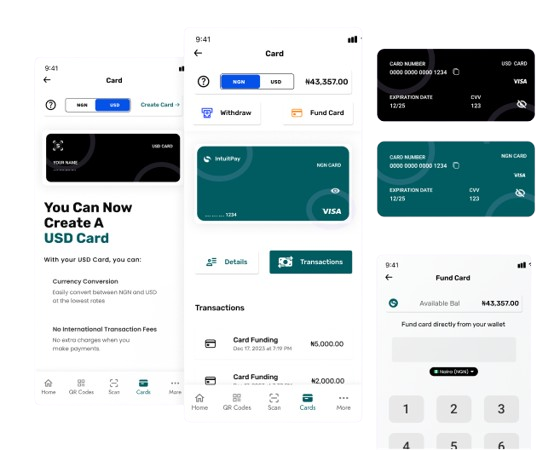 9:41
Card
NGN
USD
Create Card →
USD CARD
YOUR NAME
You Can Now
Create A
USD Card
With your USD Card, you can:
Currency Conversion
Easily convert between NGN and USD
at the lowest rates
No International Transaction Fees
No extra charges when you
make payments.
Home
QR Codes
Scan
Cards
More
9:41
Card
NGN
USD
₦43,357.00
Withdraw
Fund Card
IntuitPay
NGN CARD
1234
VISA
Details
Transactions
Transactions
Card Funding
₦5,000.00
Dec 17, 2023 at 7:19 PM
Card Funding
₦2,000.00
Home
QR Codes
Scan
Cards
More
CARD NUMBER
USD CARD
0000 0000 0000 1234
VISA
EXPIRATION DATE
CVV
12/25
123
CARD NUMBER
NGN CARD
0000 0000 0000 1234
VISA
EXPIRATION DATE
CVV
12/25
123
9:41
Fund Card
Available Bal
₦43,357.00
Fund card directly from your wallet
Naira (NGN)
1
2
3
4
5
6